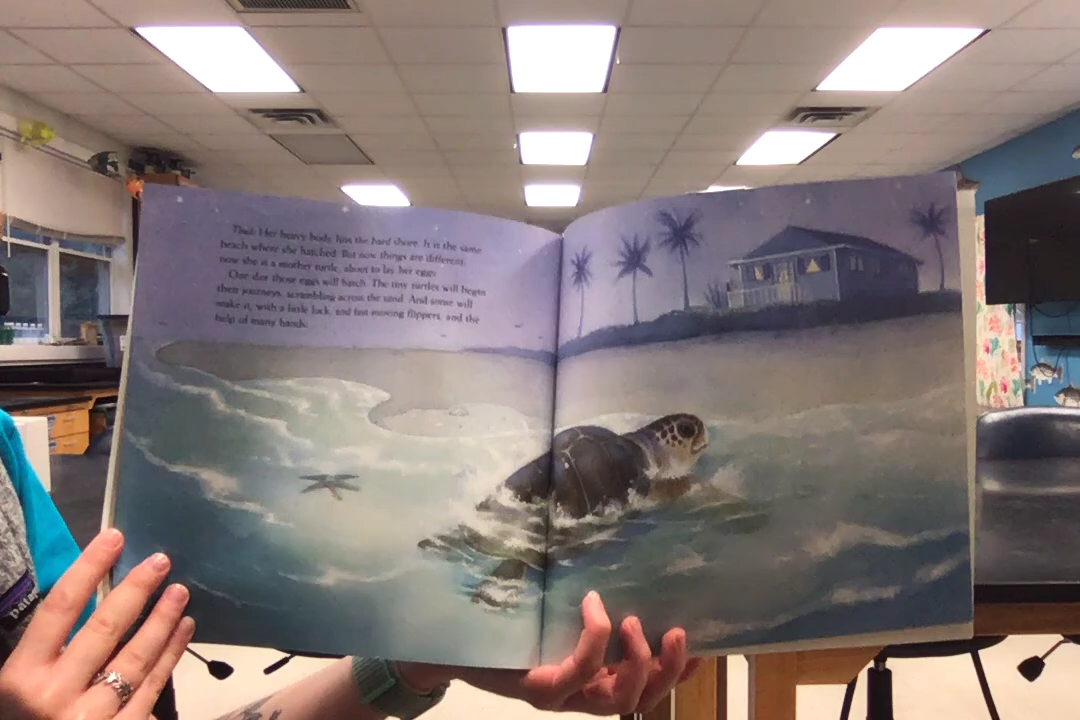 Thud. Her heavy body hits the hard shore. It is the same
beach where she hatched. But now things are different;
now she is a mother turtle, about to lay her eggs.
One day those eggs will hatch. The tiny turtles will begin
their journeys, scrambling across the sand. And some will
make it, with a little luck, and fast-moving flippers, and the
help of many hands.
Pata